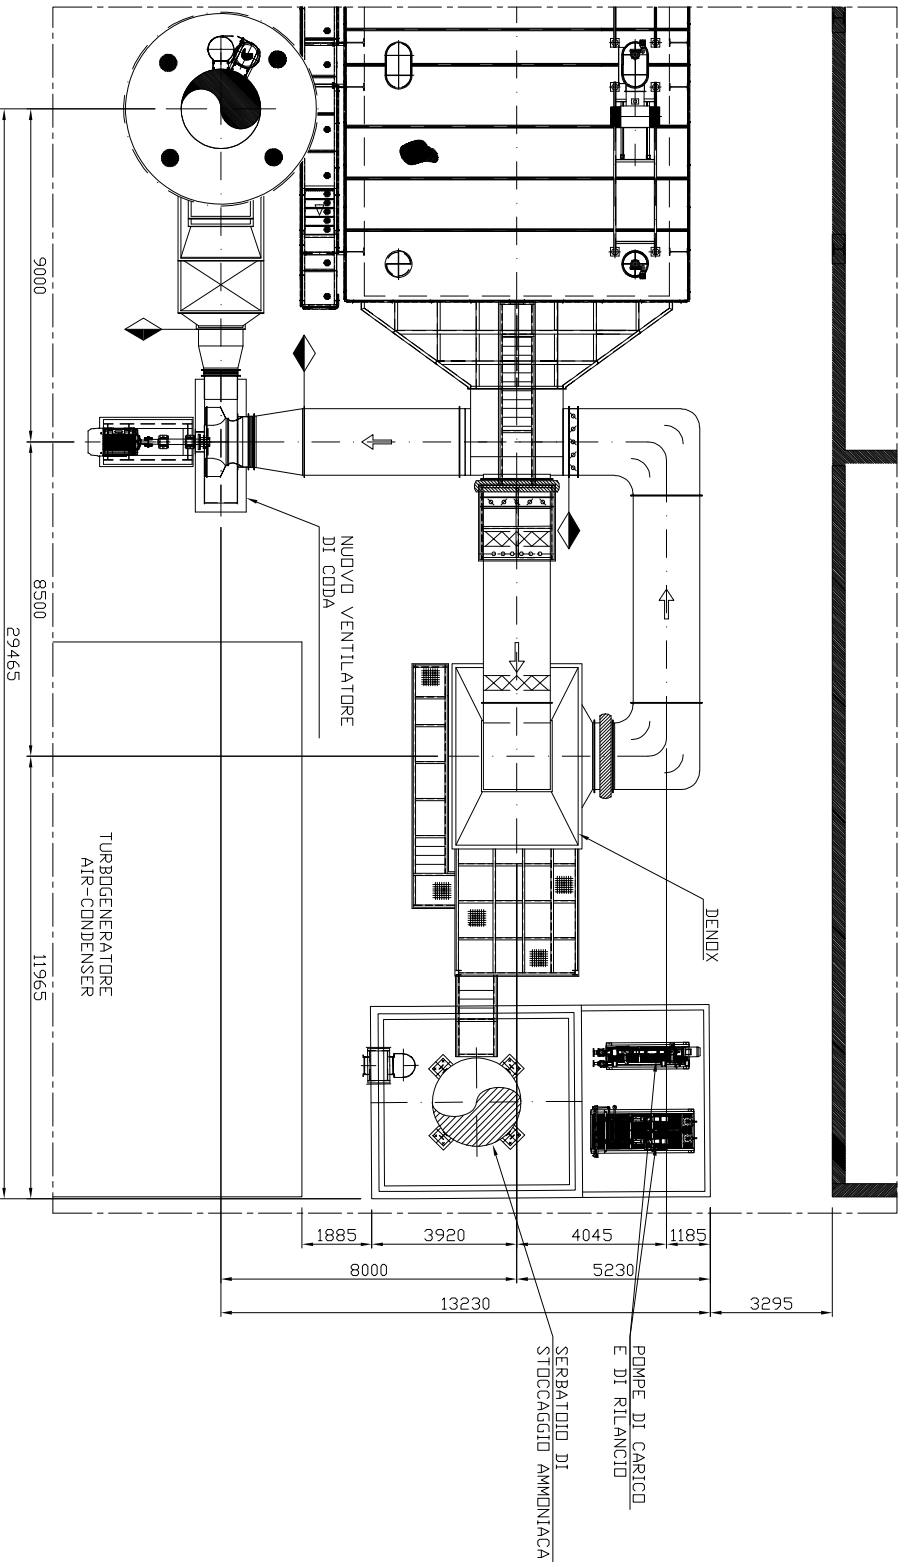 9000
8500
29465
11965
NUOVO VENTILATORE
DI CODA
TURBOGENERATORE
AIR-CONDENSER
DENOX
1885
3920
4045
1185
8000
5230
13230
3295
POMPE DI CARICO
E DI RILANCIO
SERBATOIO DI
STOCCAGGIO AMMONIACA